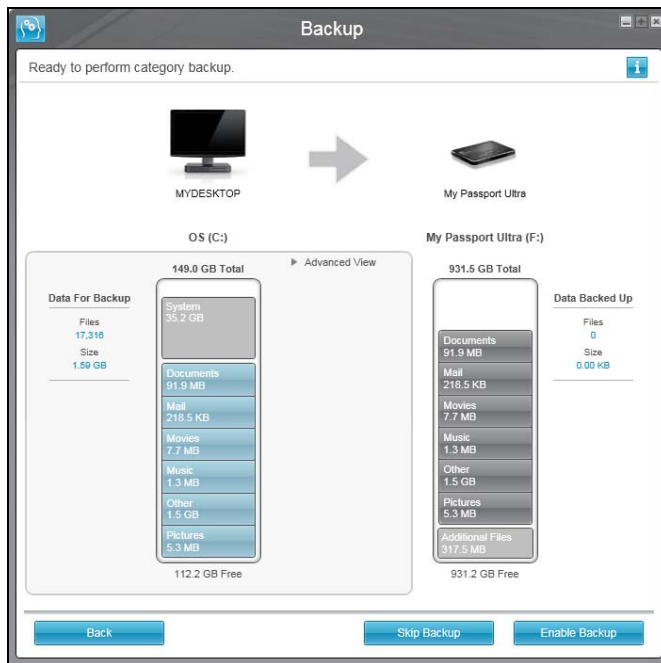 Backup
Ready to perform category backup.
i
MYDESKTOP
My Passport Ultra
OS (C:)
My Passport Ultra (F:)
149.0 GB Total
Advanced View
931.5 GB Total
Data For Backup
Files
17,316
Size
1.59 GB
System
35.2 GB
Documents
91.9 MB
Mail
218.5 KB
Movies
7.7 MB
Music
1.3 MB
Other
1.5 GB
Pictures
5.3 MB
112.2 GB Free
Documents
91.9 MB
Mail
218.5 KB
Movies
7.7 MB
Music
1.3 MB
Other
1.5 GB
Pictures
5.3 MB
Additional Files
317.5 MB
931.2 GB Free
Data Backed Up
Files
0
Size
0.00 KB
Back
Skip Backup
Enable Backup